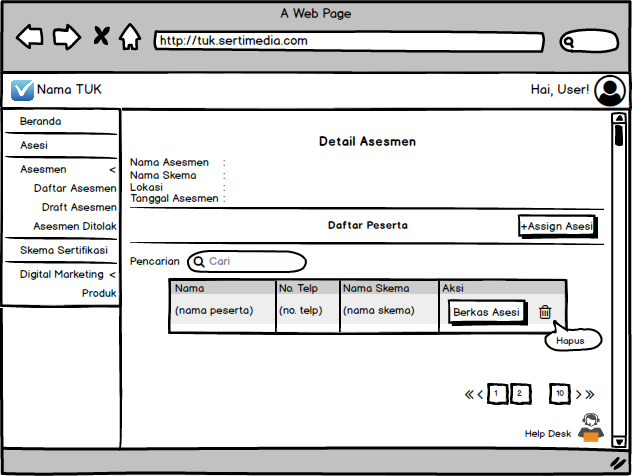 A Web Page
http://tuk.sertimedia.com
Nama TUK
Hai, User!
Beranda
Asesi
Asesmen <
Daftar Asesmen
Draft Asesmen
Asesmen Ditolak
Skema Sertifikasi
Digital Marketing <
Produk
Detail Asesmen
Nama Asesmen :
Nama Skema :
Lokasi :
Tanggal Asesmen :
Daftar Peserta
+Assign Asesi
Pencarian
Cari
Nama No. Telp Nama Skema Aksi
(nama peserta) (no. telp) (nama skema) Berkas Asesi
Hapus
« < 1 2 10 > »
Help Desk